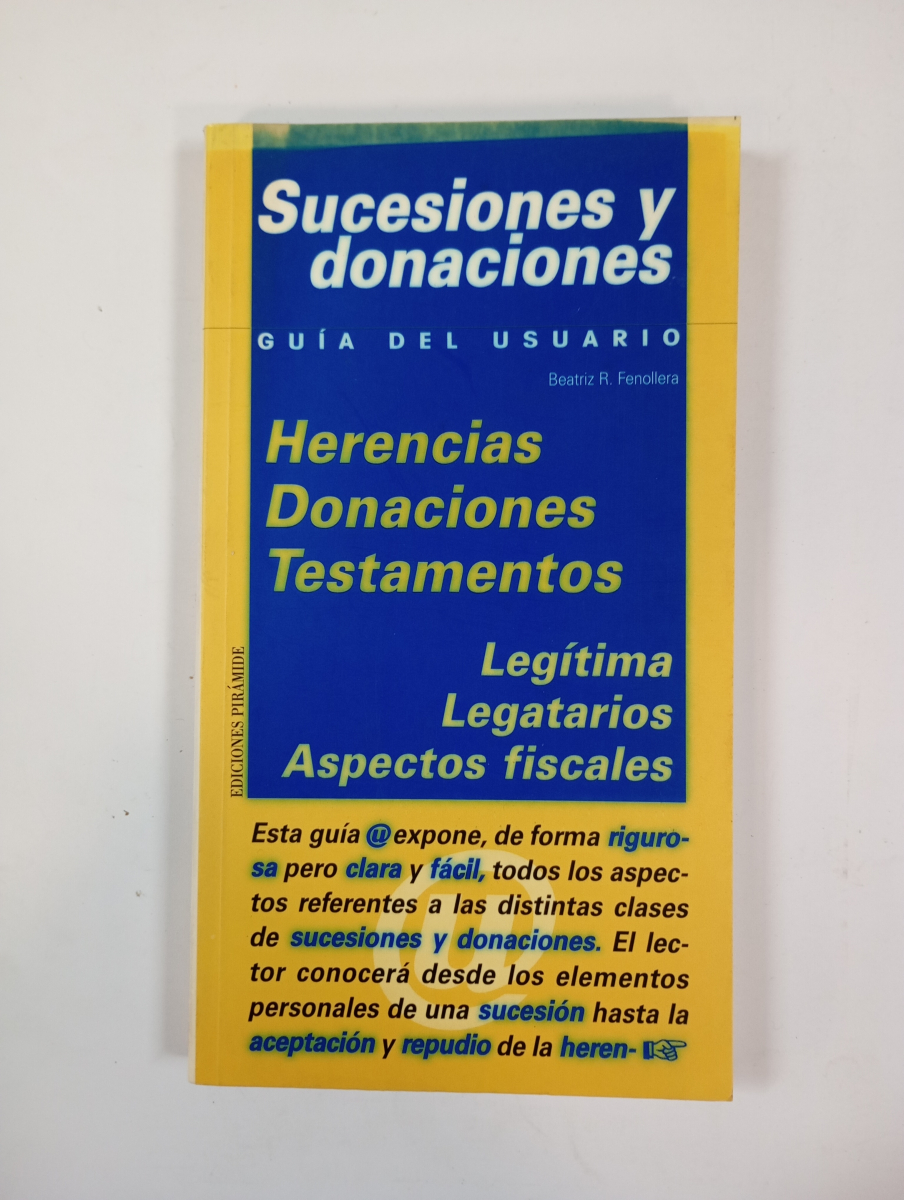 Sucesiones y
donaciones
GUÍA DEL USUARIO
Beatriz R. Fenollera
Herencias
Donaciones
Testamentos
Legítima
Legatarios
Aspectos fiscales
EDICIONES PIRÁMIDE
Esta guía @ expone, de forma riguro-
sa pero clara y fácil, todos los aspec-
tos referentes a las distintas clases
de sucesiones y donaciones. El lec-
tor conocerá desde los elementos
personales de una sucesión hasta la
aceptación y repudio de la heren-